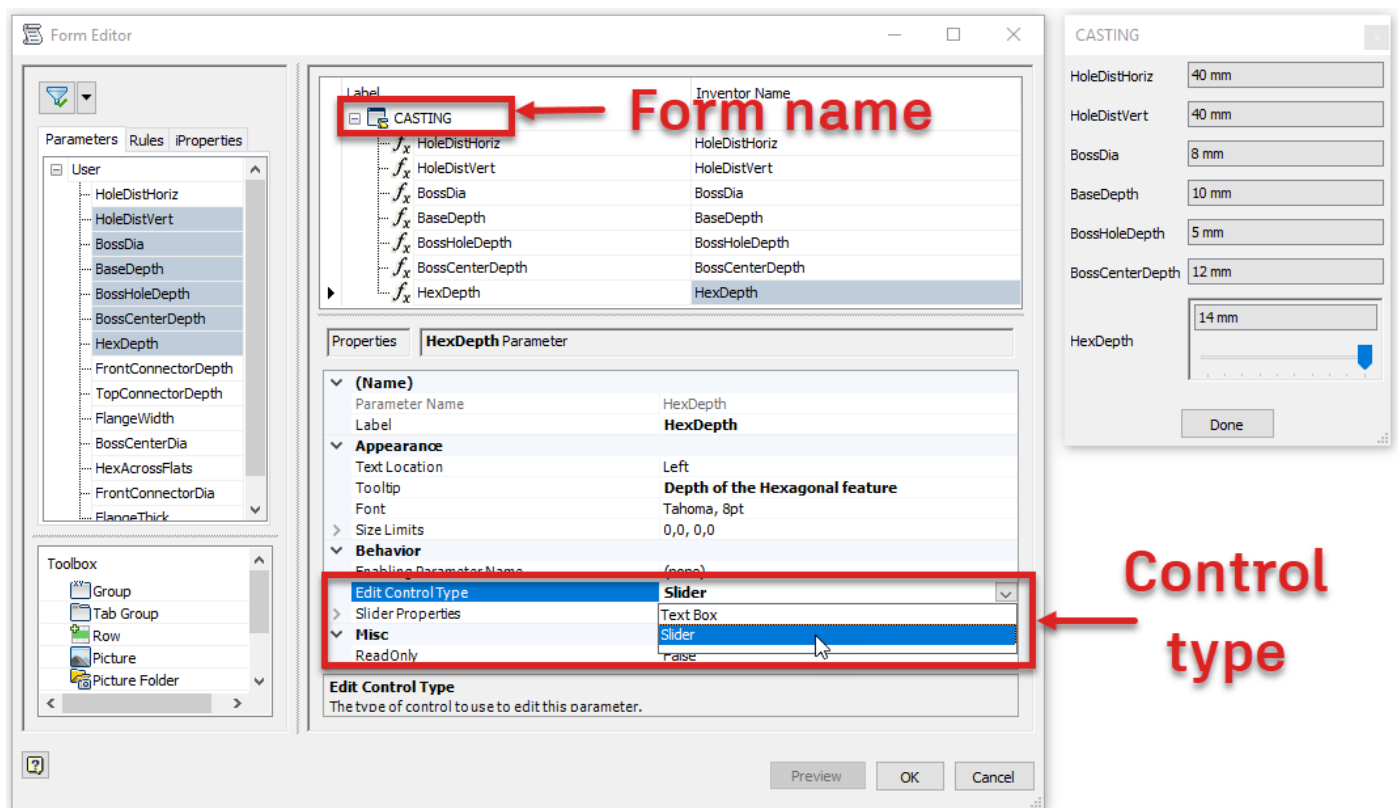 Form Editor
Parameters Rules iProperties
User
HoleDistHoriz
HoleDistVert
BossDia
BaseDepth
BossHoleDepth
BossCenterDepth
HexDepth
FrontConnectorDepth
TopConnectorDepth
FlangeWidth
BossCenterDia
HexAcrossFlats
FrontConnectorDia
FlangeThick
Toolbox
Group
Tab Group
Row
Picture
Picture Folder
Label Inventor Name
CASTING
Form name
HoleDistHoriz HoleDistHoriz
HoleDistVert HoleDistVert
BossDia BossDia
BaseDepth BaseDepth
BossHoleDepth BossHoleDepth
BossCenterDepth BossCenterDepth
HexDepth HexDepth
Properties HexDepth Parameter
(Name)
Parameter Name HexDepth
Label HexDepth
Appearance
Text Location Left
Tooltip Depth of the Hexagonal feature
Font Tahoma, 8pt
Size Limits 0,0, 0,0
Behavior
Enabling Parameter Name (none)
Edit Control Type Slider
Slider Properties
Text Box
Slider
Misc
ReadOnly False
Edit Control Type
The type of control to use to edit this parameter.
Preview OK Cancel
CASTING
HoleDistHoriz 40 mm
HoleDistVert 40 mm
BossDia 8 mm
BaseDepth 10 mm
BossHoleDepth 5 mm
BossCenterDepth 12 mm
HexDepth 14 mm
Done
Control
type